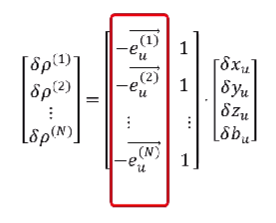 [δρ⁽¹⁾ δρ⁽²⁾ ⋮ δρ⁽ᴺ⁾] = [−e_u⁽¹⁾→ 1 −e_u⁽²⁾→ 1 ⋮ ⋮ −e_u⁽ᴺ⁾→ 1] · [δx_u δy_u δz_u δb_u]